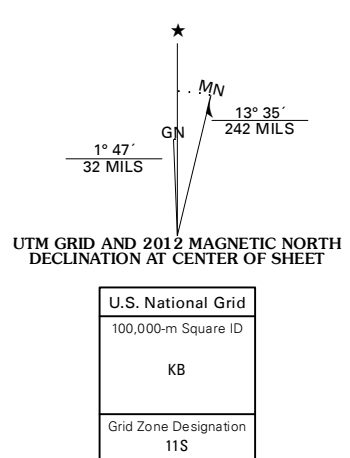 ★
MN
13° 35´
242 MILS
GN
1° 47´
32 MILS
UTM GRID AND 2012 MAGNETIC NORTH
DECLINATION AT CENTER OF SHEET
U.S. National Grid
100,000-m Square ID
KB
Grid Zone Designation
11S